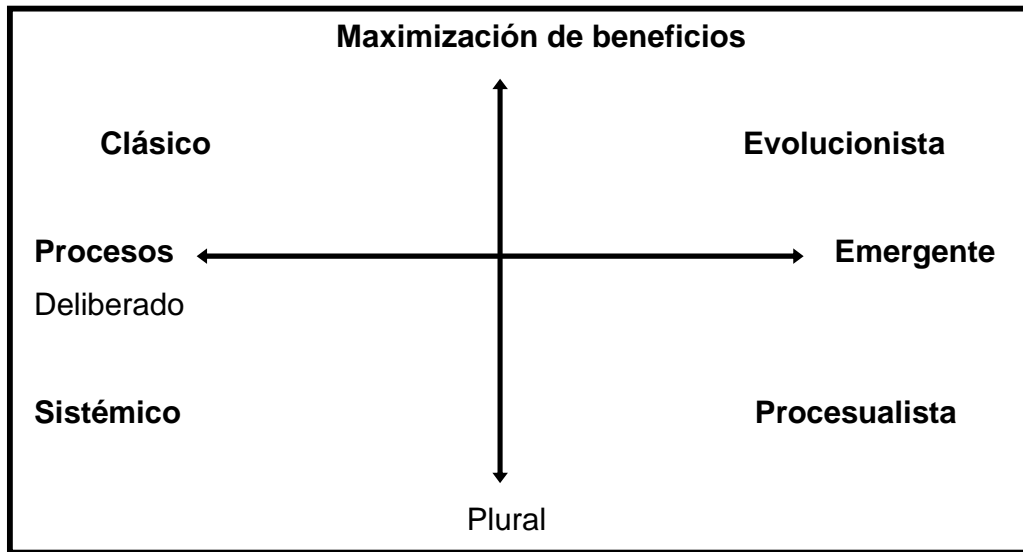 Maximización de beneficios
Clásico Evolucionista
Procesos Emergente
Deliberado
Sistémico Procesualista
Plural